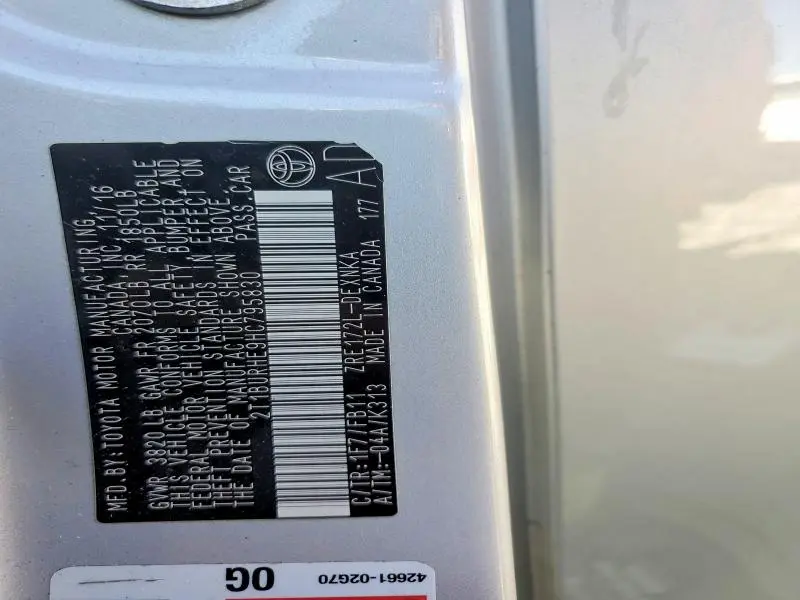 MFD. BY: TOYOTA MOTOR MANUFACTURING,
CANADA INC. 11/16
GVWR 3820LB GAWR FR 2020LB RR 1850LB
THIS VEHICLE CONFORMS TO ALL APPLICABLE
FEDERAL MOTOR VEHICLE SAFETY, BUMPER, AND
THEFT PREVENTION STANDARDS IN EFFECT ON
THE DATE OF MANUFACTURE SHOWN ABOVE.
2T1BURHE9HC795830 PASS.CAR
C/TR:1F7/FB11 ZRE172L-DEXNKA
A/TM:-04A/K313 MADE IN CANADA 177
0G
42661-02G70